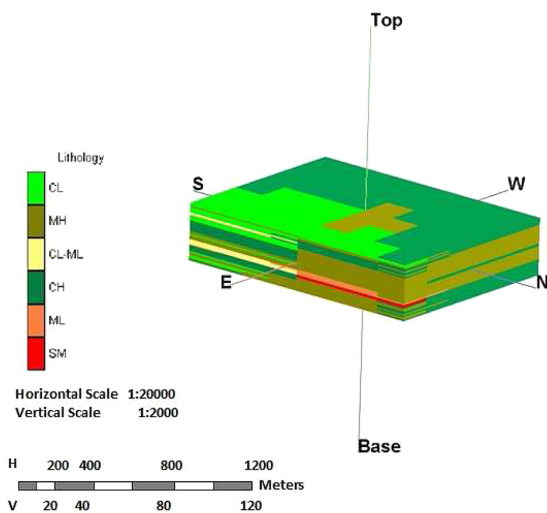 Top
Lithology
CL
MH
CL-ML
CH
ML
SM
S
W
E
N
Base
Horizontal Scale 1:20000
Vertical Scale 1:2000
H 200 400 800 1200
Meters
V 20 40 80 120